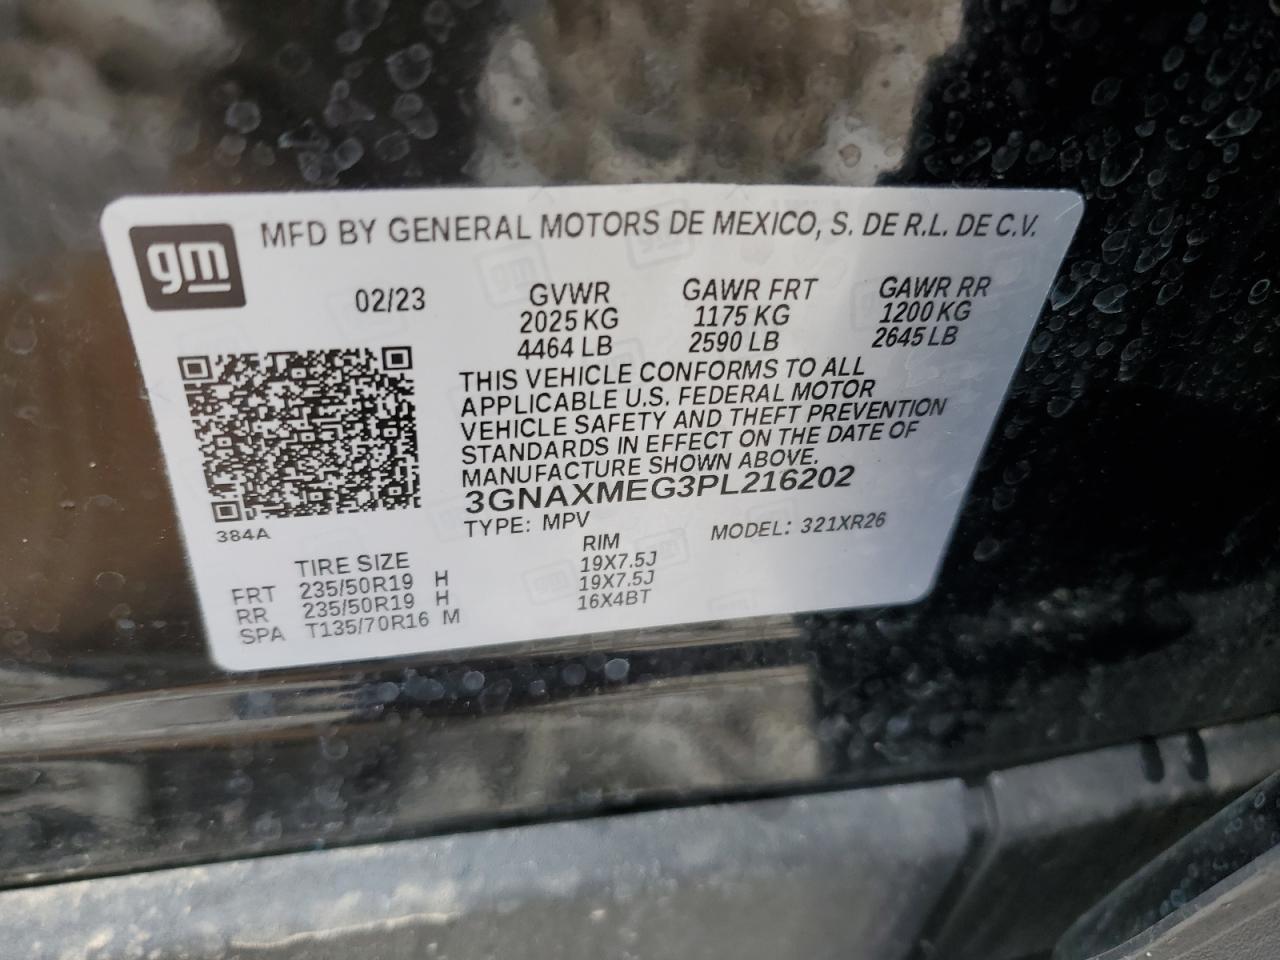 gm
MFD BY GENERAL MOTORS DE MEXICO, S. DE R.L. DE C.V.
02/23 GVWR GAWR FRT GAWR RR
2025 KG 1175 KG 1200 KG
4464 LB 2590 LB 2645 LB
THIS VEHICLE CONFORMS TO ALL
APPLICABLE U.S. FEDERAL MOTOR
VEHICLE SAFETY AND THEFT PREVENTION
STANDARDS IN EFFECT ON THE DATE OF
MANUFACTURE SHOWN ABOVE.
3GNAXMEG3PL216202
TYPE: MPV MODEL: 321XR26
384A
TIRE SIZE RIM
FRT 235/50R19 H 19X7.5J
RR 235/50R19 H 19X7.5J
SPA T135/70R16 M 16X4BT